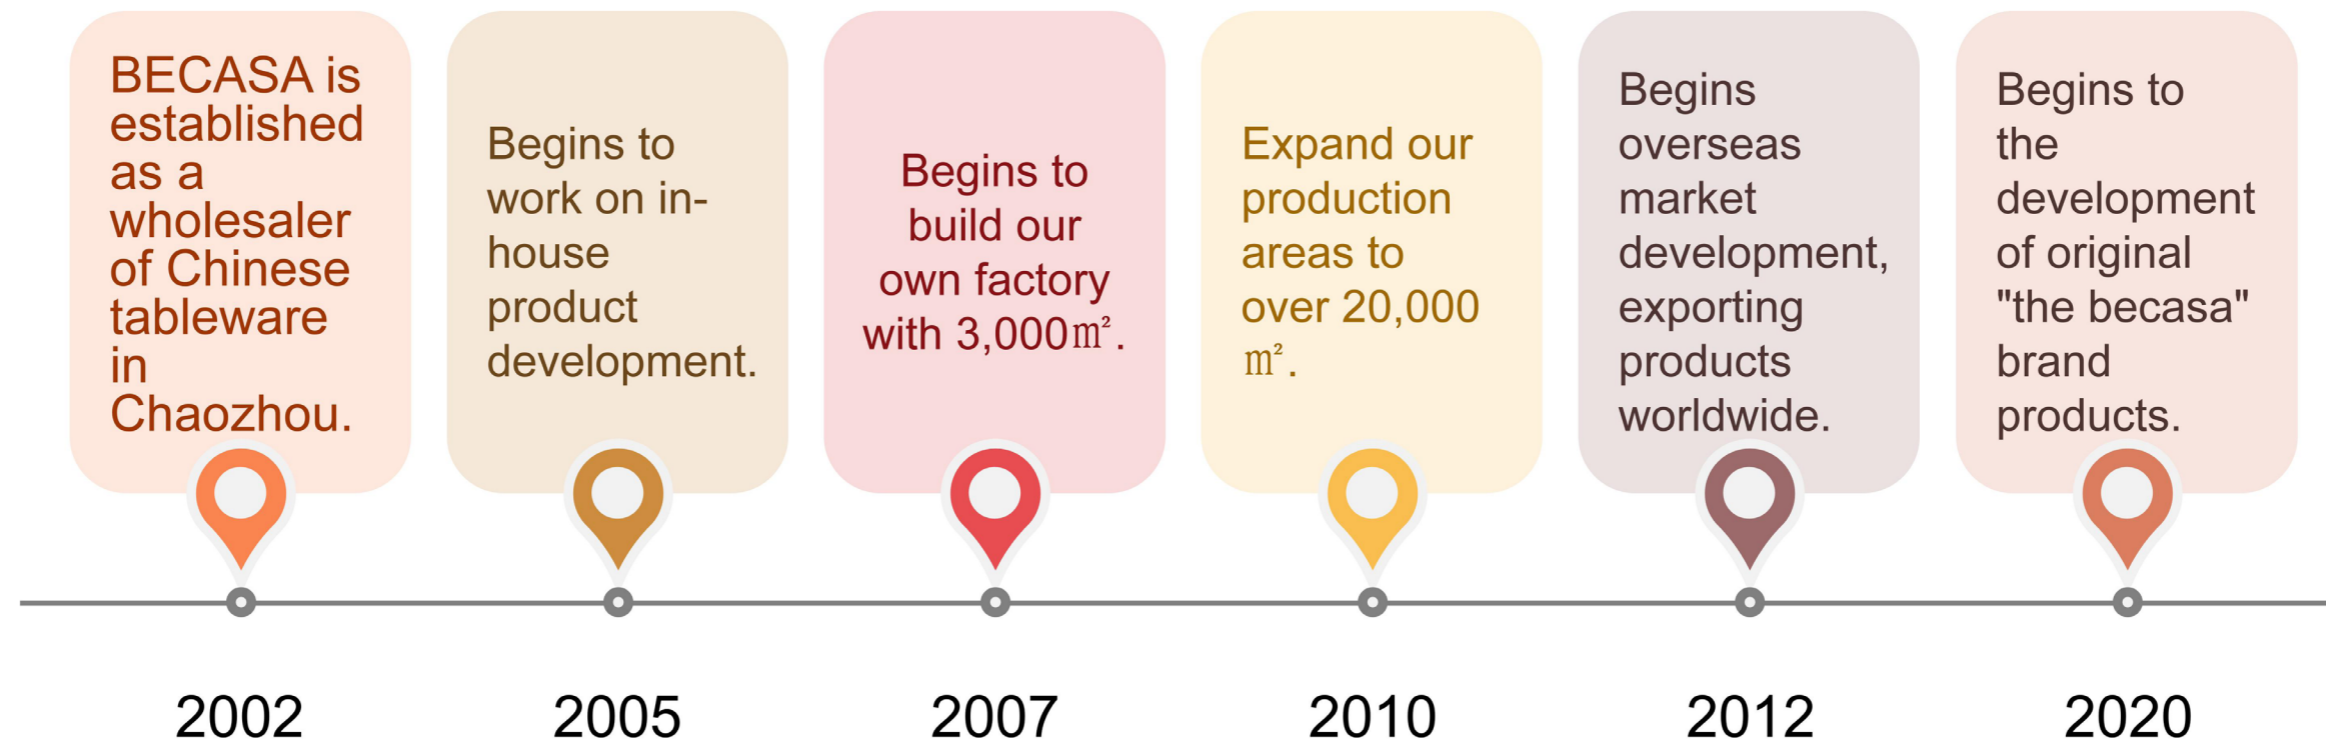 BECASA is
established
as a
wholesaler
of Chinese
tableware
in
Chaozhou.
Begins to
work on in-
house
product
development.
Begins to
build our
own factory
with 3,000㎡.
Expand our
production
areas to
over 20,000
㎡.
Begins
overseas
market
development,
exporting
products
worldwide.
Begins to
the
development
of original
"the becasa"
brand
products.
2002
2005
2007
2010
2012
2020